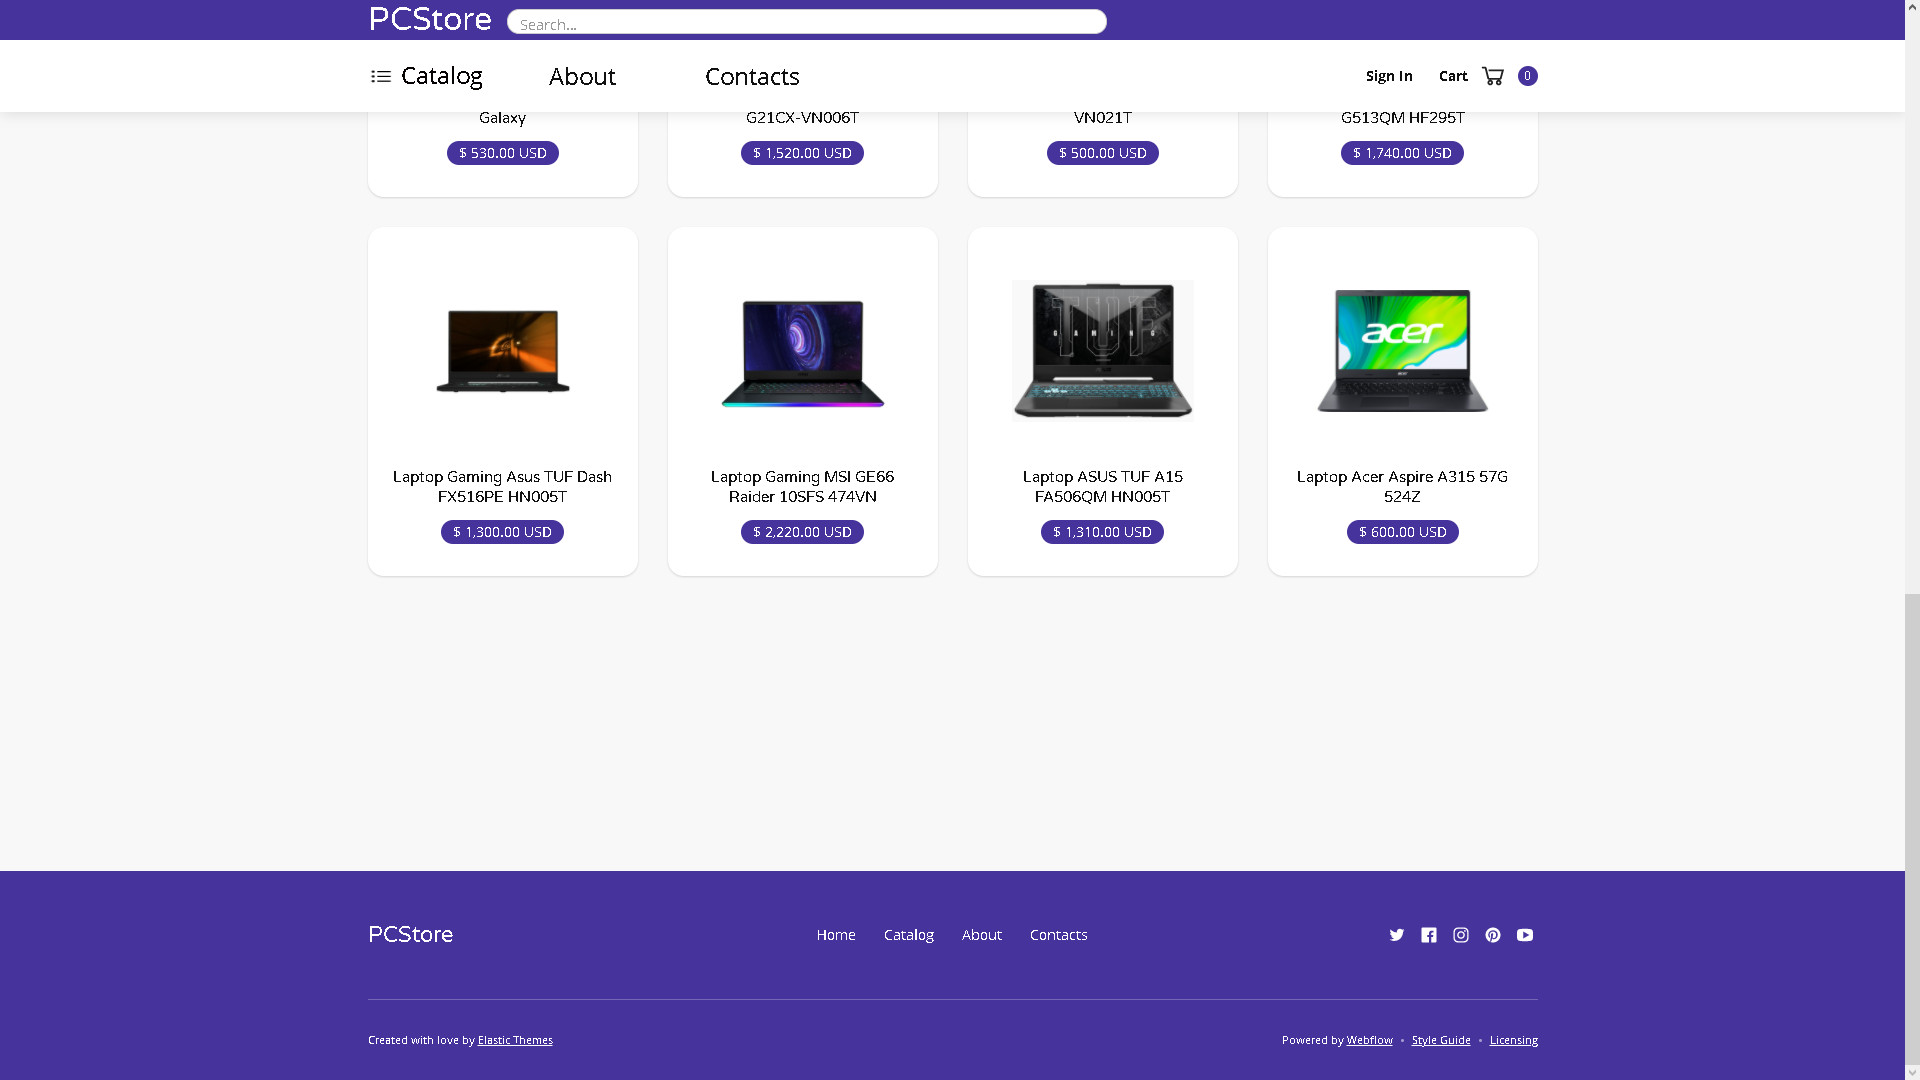 PCStore
Search...
Catalog
About
Contacts
Sign In
Cart
0
Galaxy
G21CX-VN006T
VN021T
G513QM HF295T
$ 530.00 USD
$ 1,520.00 USD
$ 500.00 USD
$ 1,740.00 USD
TUF
GAMING
acer
Laptop Gaming Asus TUF Dash
FX516PE HN005T
$ 1,300.00 USD
Laptop Gaming MSI GE66
Raider 10SFS 474VN
$ 2,220.00 USD
Laptop ASUS TUF A15
FA506QM HN005T
$ 1,310.00 USD
Laptop Acer Aspire A315 57G
524Z
$ 600.00 USD
PCStore
Home
Catalog
About
Contacts
Created with love by Elastic Themes
Powered by Webflow • Style Guide • Licensing